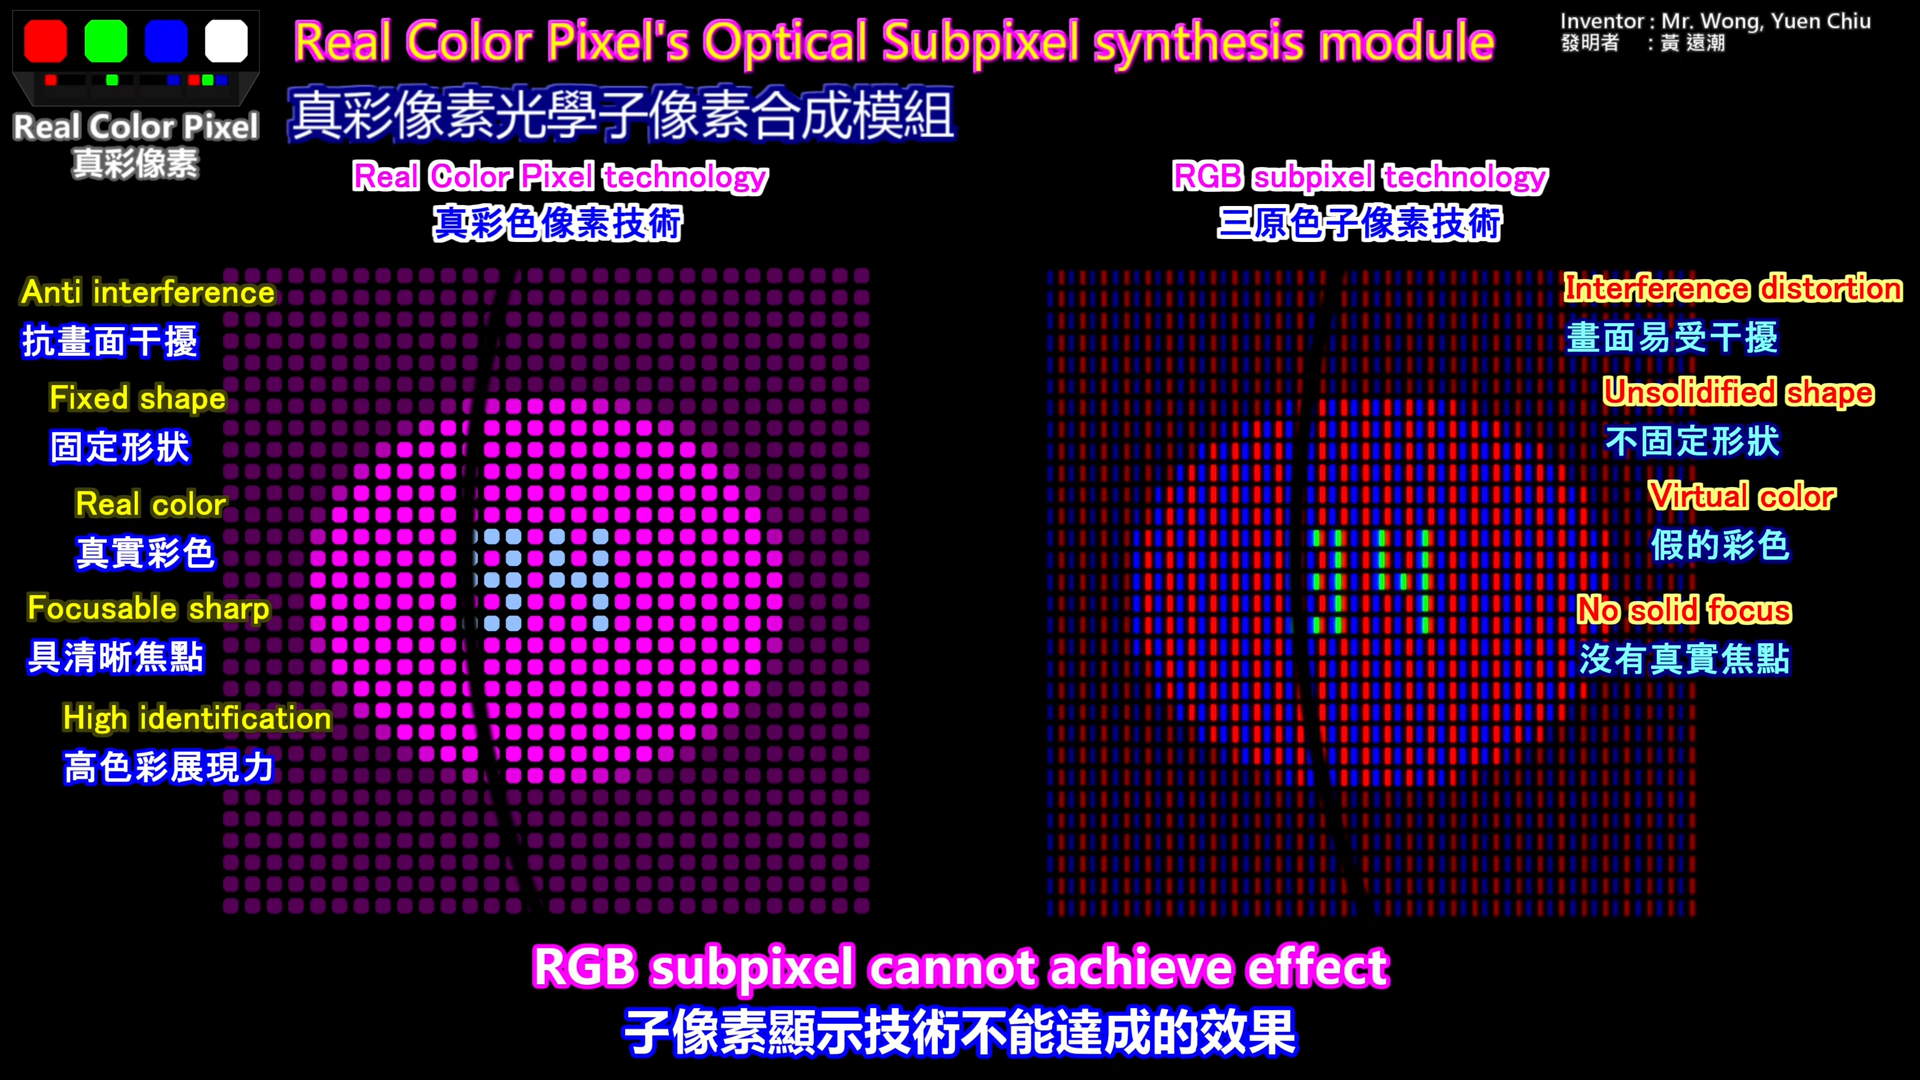 Real Color Pixel's Optical Subpixel synthesis module
真彩像素光學子像素合成模組
Inventor : Mr. Wong, Yuen Chiu
發明者 : 黃 遠潮
Real Color Pixel
真彩像素
Real Color Pixel technology
真彩色像素技術
Anti interference
抗畫面干擾
Fixed shape
固定形狀
Real color
真實彩色
Focusable sharp
具清晰焦點
High identification
高色彩展現力
RGB subpixel technology
三原色子像素技術
Interference distortion
畫面易受干擾
Unsolidified shape
不固定形狀
Virtual color
假的彩色
No solid focus
沒有真實焦點
RGB subpixel cannot achieve effect
子像素顯示技術不能達成的效果